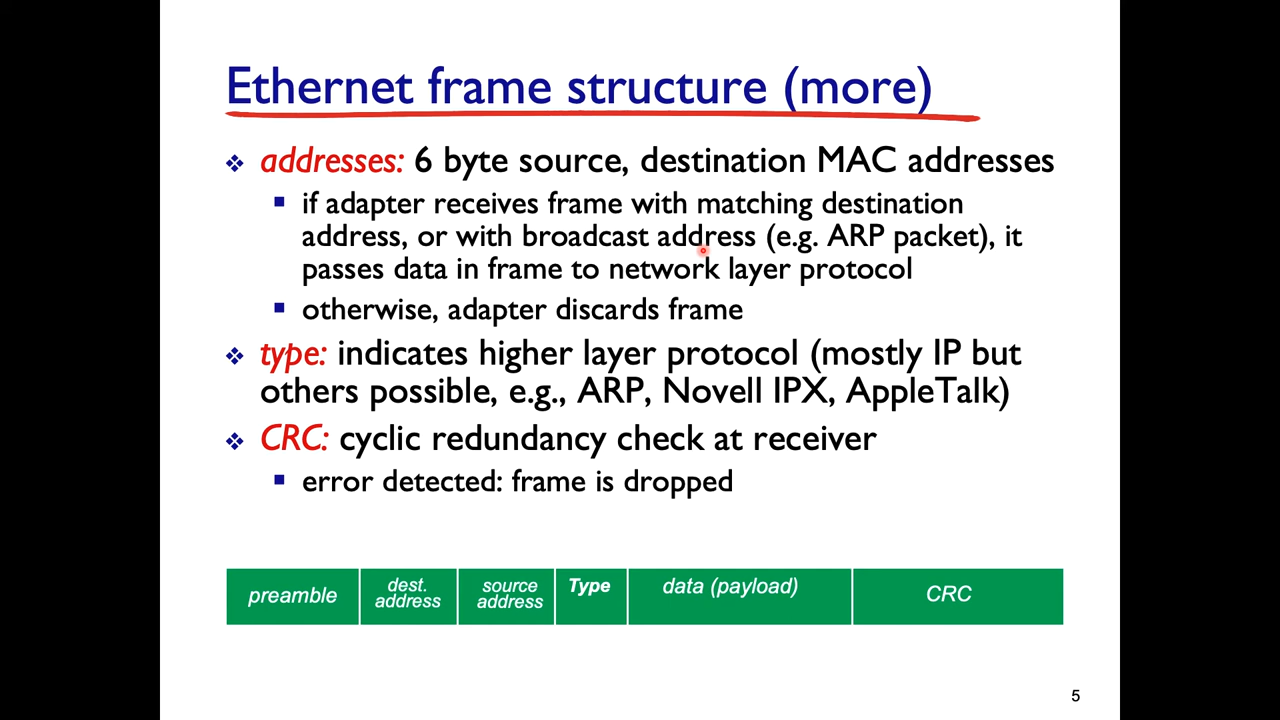 Ethernet frame structure (more)
addresses: 6 byte source, destination MAC addresses
if adapter receives frame with matching destination
address, or with broadcast address (e.g. ARP packet), it
passes data in frame to network layer protocol
otherwise, adapter discards frame
type: indicates higher layer protocol (mostly IP but
others possible, e.g., ARP, Novell IPX, AppleTalk)
CRC: cyclic redundancy check at receiver
error detected: frame is dropped
preamble
dest.
address
source
address
Type
data (payload)
CRC
5